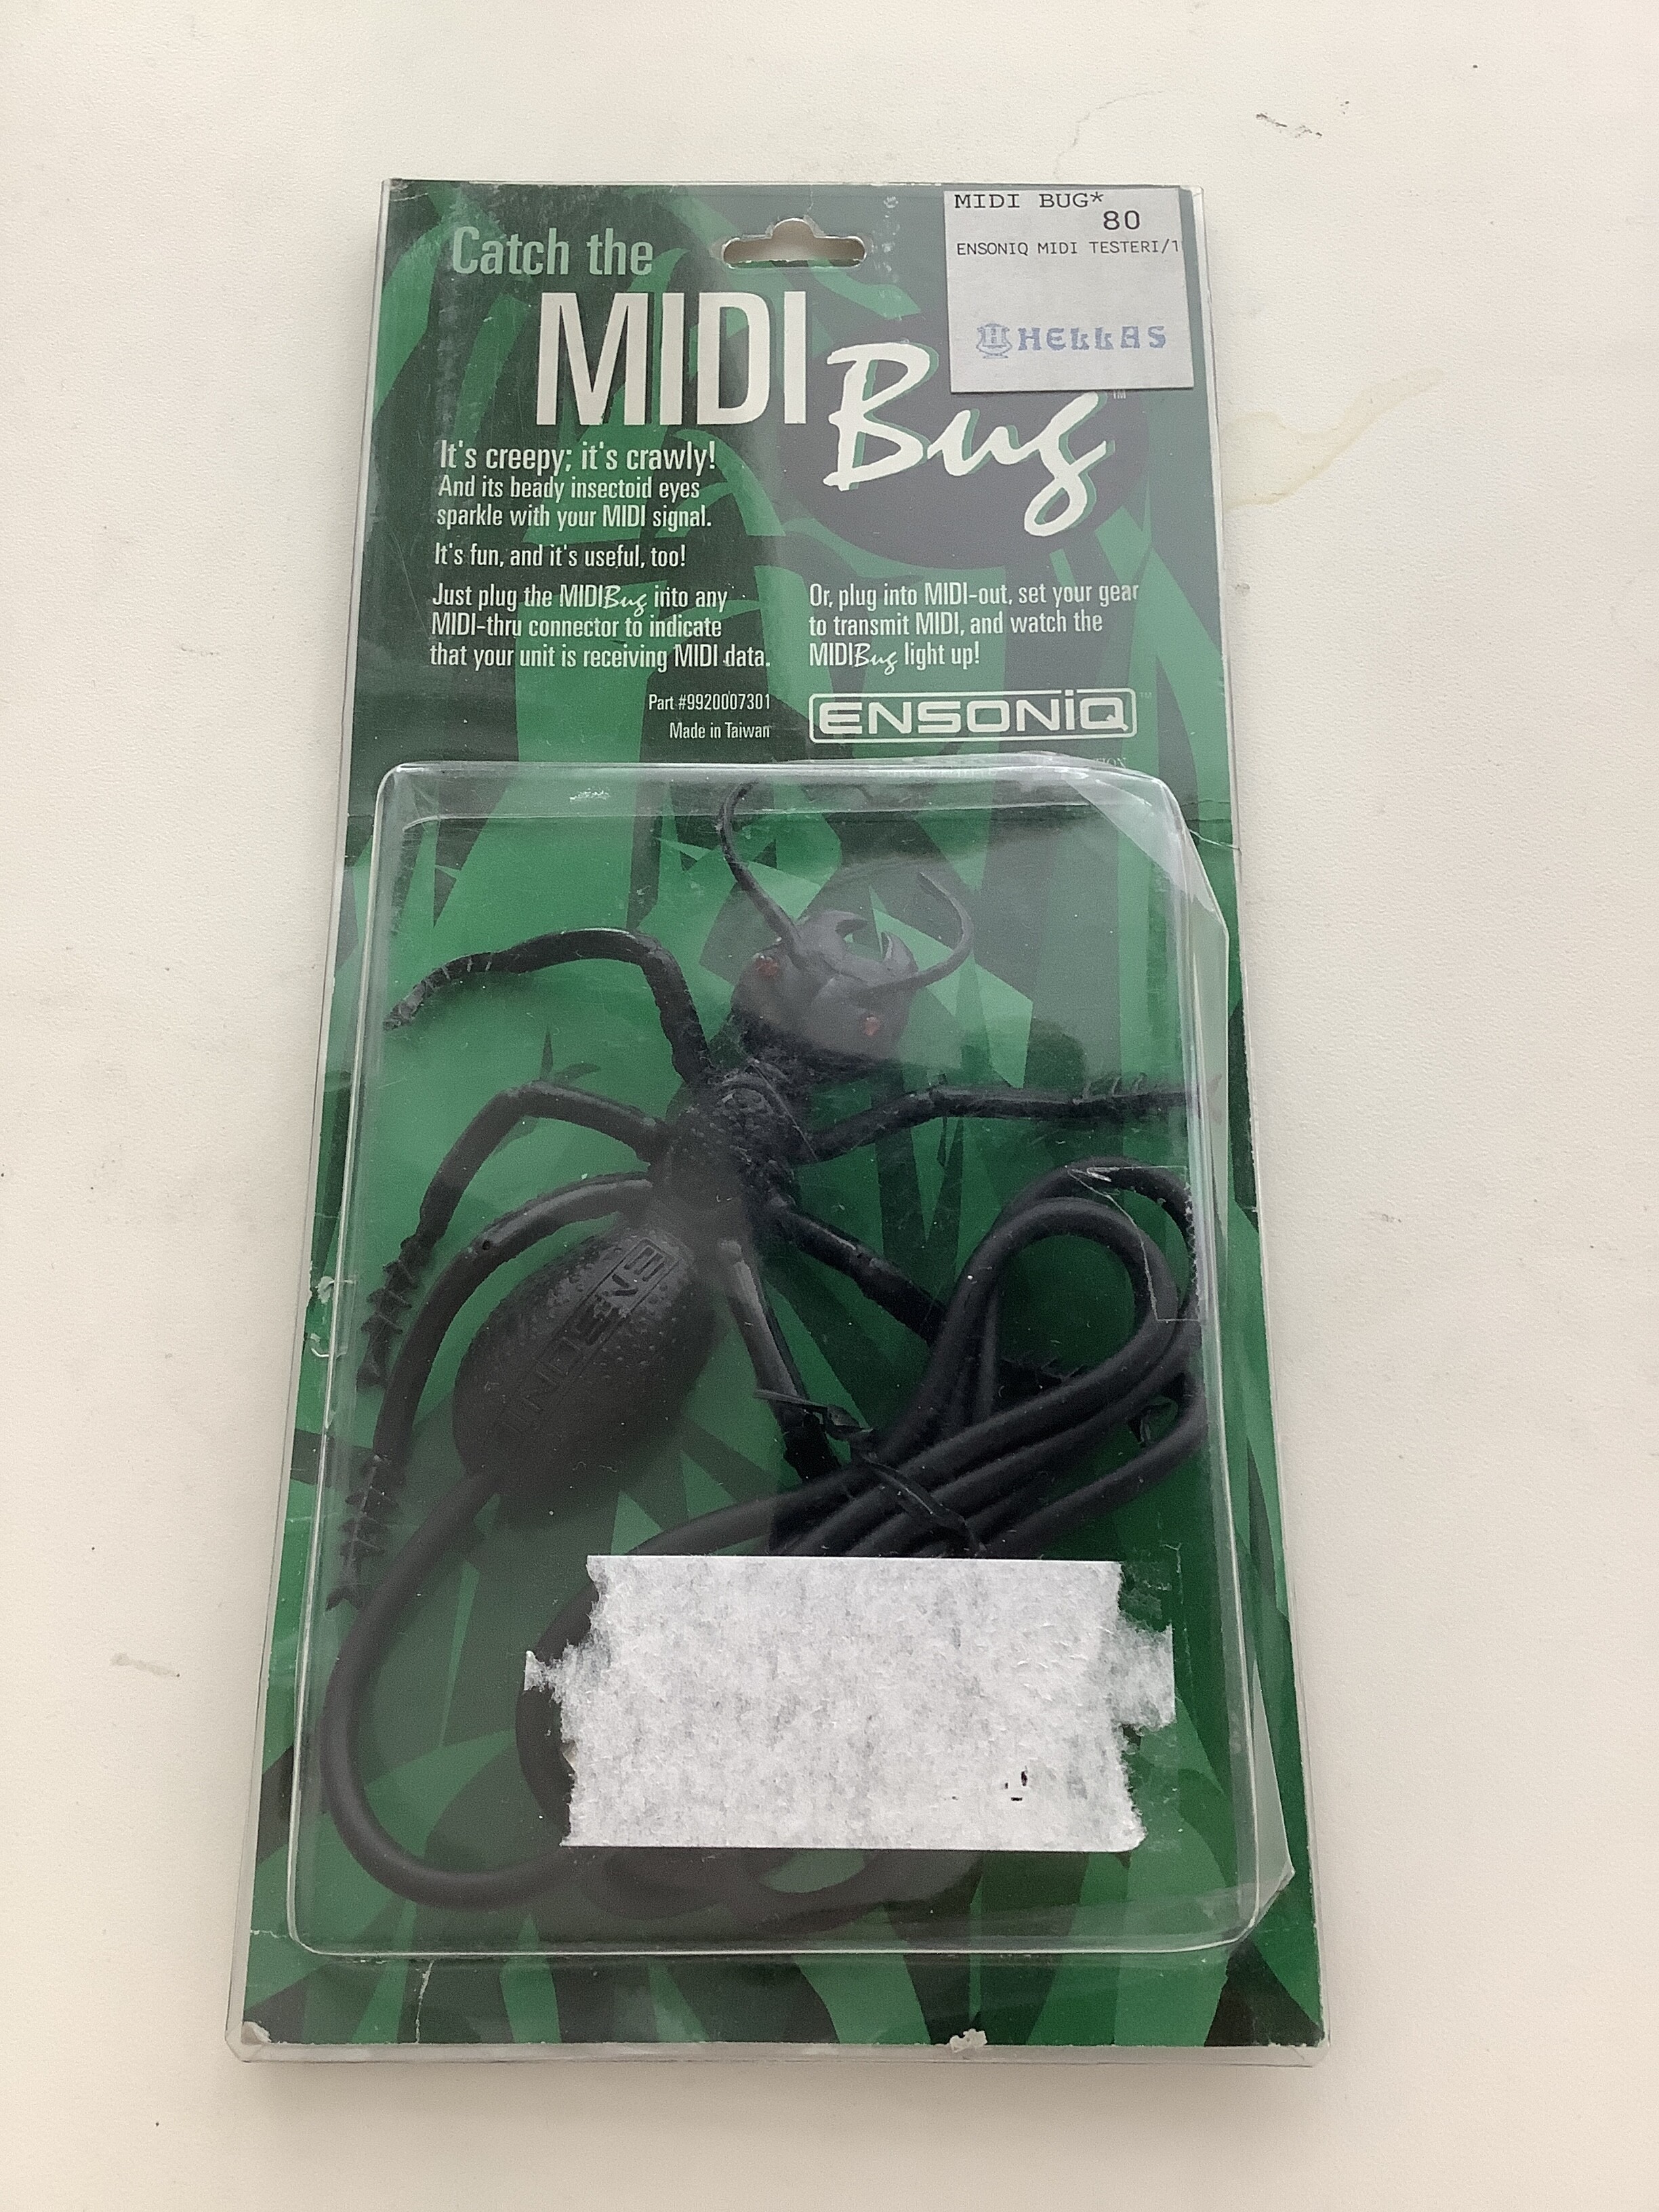 MIDI BUG*
80
ENSONIQ MIDI TESTERI/1
H HELLAS
Catch the
MIDI
Bug™
It's creepy; it's crawly!
And its beady insectoid eyes
sparkle with your MIDI signal.
It's fun, and it's useful, too!
Just plug the MIDIBug into any
MIDI-thru connector to indicate
that your unit is receiving MIDI data.
Or, plug into MIDI-out, set your gear
to transmit MIDI, and watch the
MIDIBug light up!
Part #9920007301
Made in Taiwan
ENSONIQ™
ENSONIQ